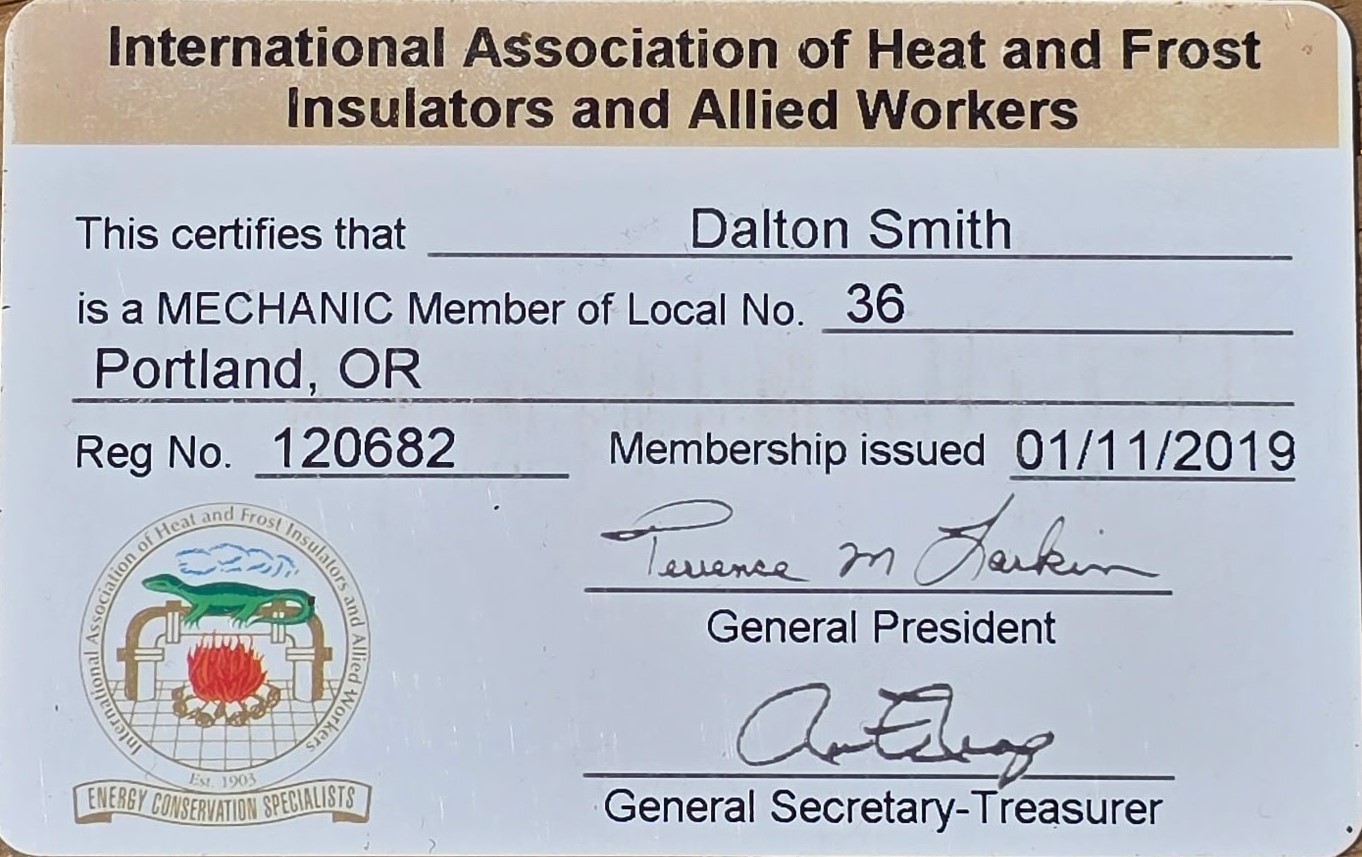 International Association of Heat and Frost
Insulators and Allied Workers
This certifies that Dalton Smith
is a MECHANIC Member of Local No. 36
Portland, OR
Reg No. 120682 Membership issued 01/11/2019
Terrence M Larkin
General President
General Secretary-Treasurer
International Association of Heat and Frost Insulators and Allied Workers
Est. 1903
ENERGY CONSERVATION SPECIALISTS